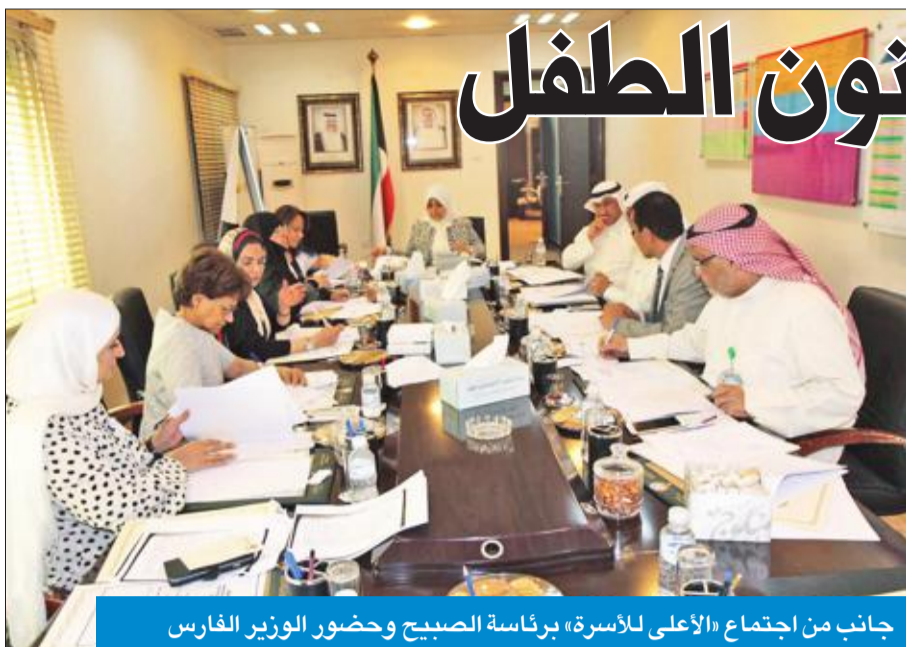 نون الطفل
جانب من اجتماع «الأعلى للأسرة» برئاسة الصبيح وحضور الوزير الفارس